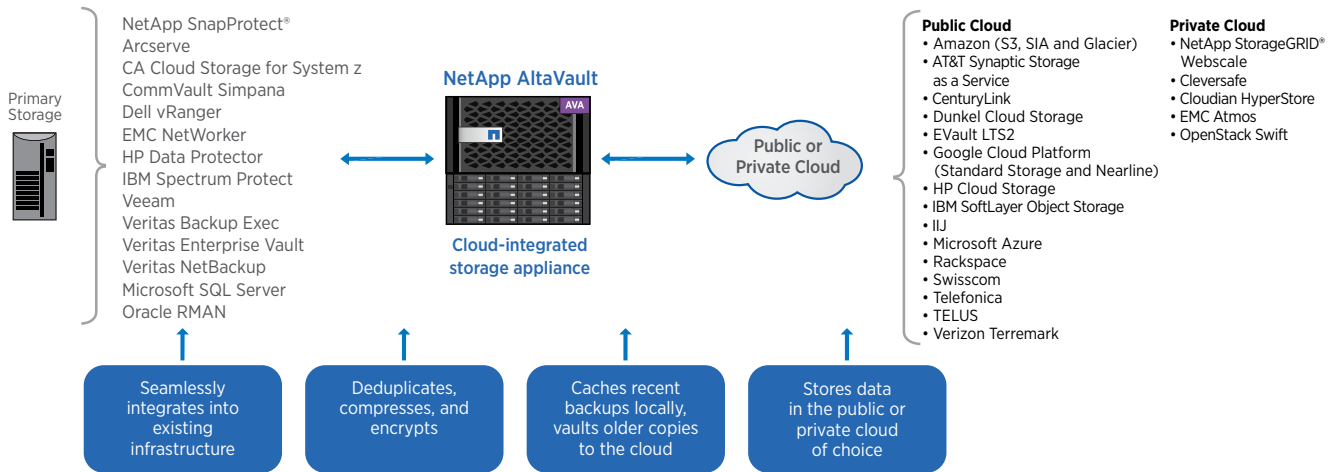 Primary
Storage
NetApp SnapProtect®
Arcserve
CA Cloud Storage for System z
CommVault Simpana
Dell vRanger
EMC NetWorker
HP Data Protector
IBM Spectrum Protect
Veeam
Veritas Backup Exec
Veritas Enterprise Vault
Veritas NetBackup
Microsoft SQL Server
Oracle RMAN
NetApp AltaVault
AVA
Cloud-integrated
storage appliance
Public or
Private Cloud
Public Cloud
• Amazon (S3, SIA and Glacier)
• AT&T Synaptic Storage
as a Service
• CenturyLink
• Dunkel Cloud Storage
• EVault LTS2
• Google Cloud Platform
(Standard Storage and Nearline)
• HP Cloud Storage
• IBM SoftLayer Object Storage
• IIJ
• Microsoft Azure
• Rackspace
• Swisscom
• Telefonica
• TELUS
• Verizon Terremark
Private Cloud
• NetApp StorageGRID®
Webscale
• Cleversafe
• Cloudian HyperStore
• EMC Atmos
• OpenStack Swift
Seamlessly
integrates into
existing
infrastructure
Deduplicates,
compresses, and
encrypts
Caches recent
backups locally,
vaults older copies
to the cloud
Stores data
in the public or
private cloud
of choice